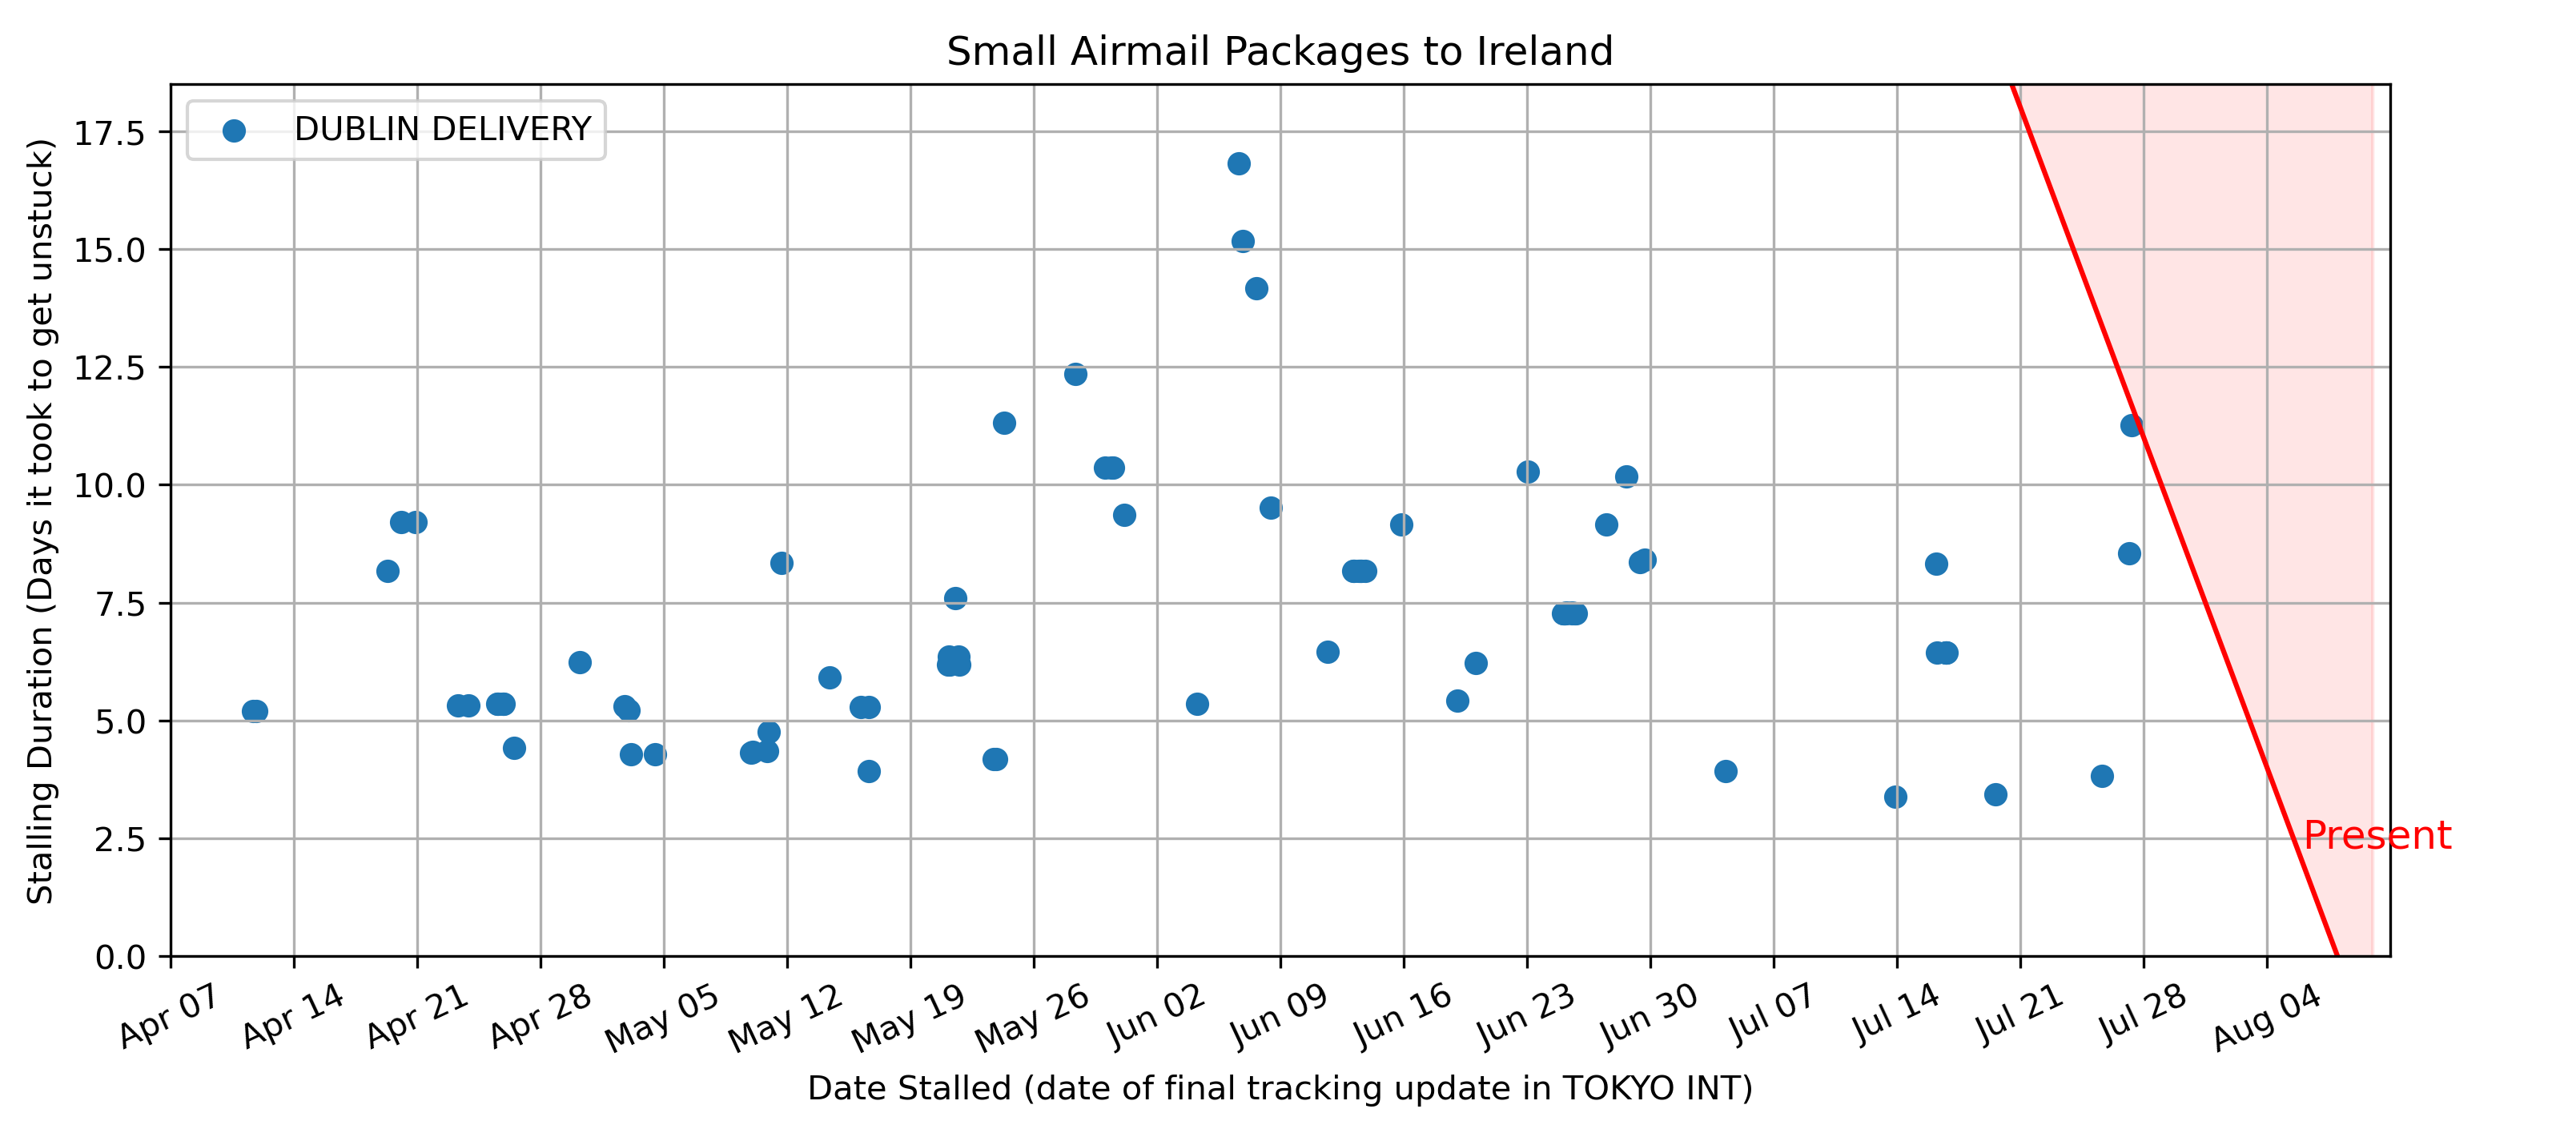 Small Airmail Packages to Ireland
DUBLIN DELIVERY
Stalling Duration (Days it took to get unstuck)
17.5
15.0
12.5
10.0
7.5
5.0
2.5
0.0
Present
Apr 07
Apr 14
Apr 21
Apr 28
May 05
May 12
May 19
May 26
Jun 02
Jun 09
Jun 16
Jun 23
Jun 30
Jul 07
Jul 14
Jul 21
Jul 28
Aug 04
Date Stalled (date of final tracking update in TOKYO INT)